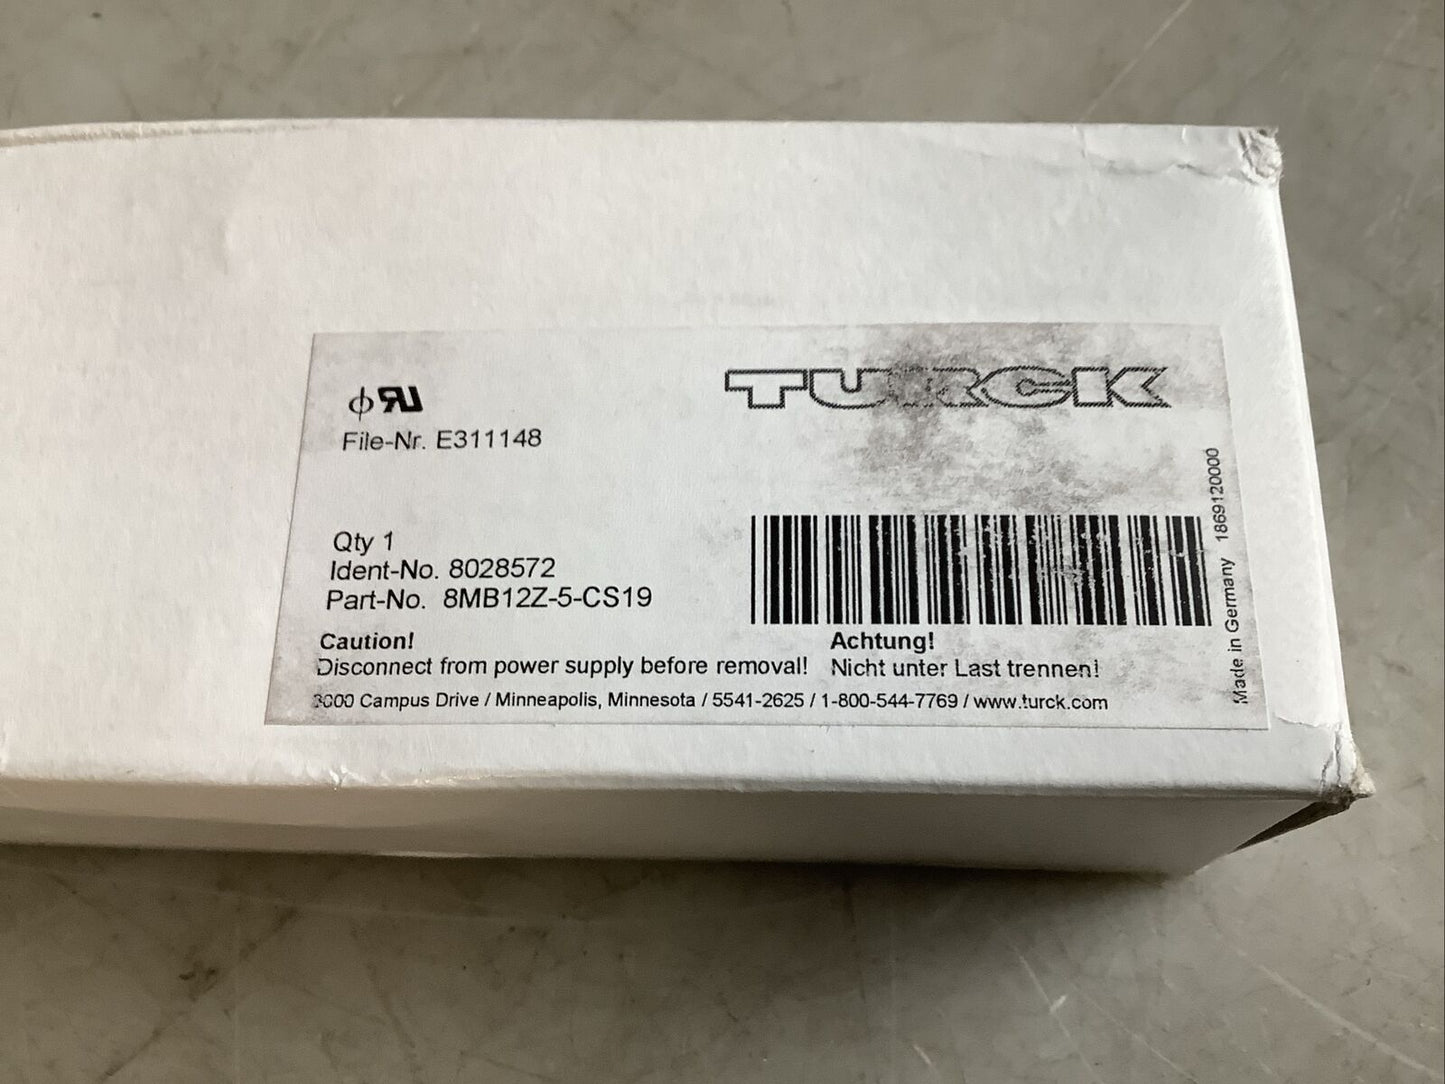 TURCK
ϕ RU
File-Nr. E311148
Qty 1
Ident-No. 8028572
Part-No. 8MB12Z-5-CS19
Caution!
Disconnect from power supply before removal!
Achtung!
Nicht unter Last trennen!
3000 Campus Drive / Minneapolis, Minnesota / 5541-2625 / 1-800-544-7769 / www.turck.com
Made in Germany 1869120000